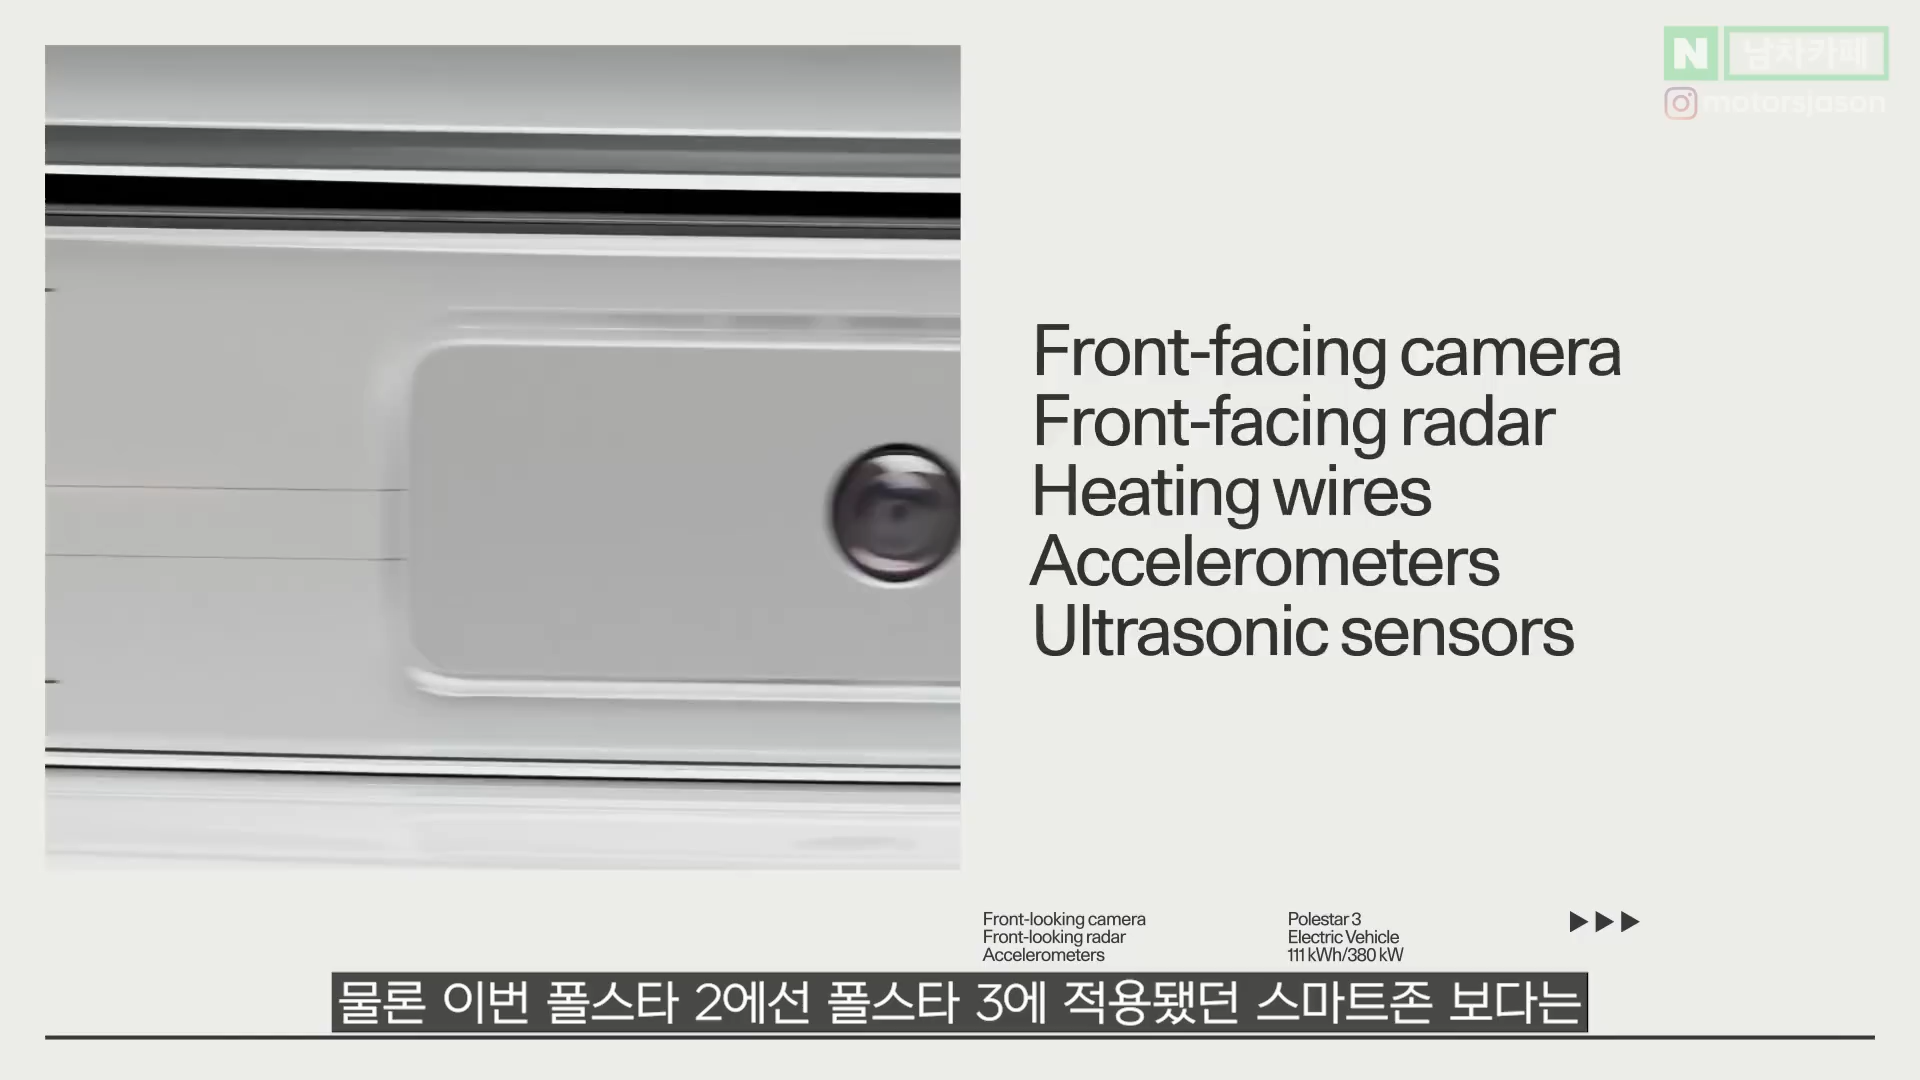 N 남차카페
motorsjason
Front-facing camera
Front-facing radar
Heating wires
Accelerometers
Ultrasonic sensors
Front-looking camera
Front-looking radar
Accelerometers
Polestar 3
Electric Vehicle
111 kWh/380 kW
물론 이번 폴스타 2에선 폴스타 3에 적용됐던 스마트존 보다는